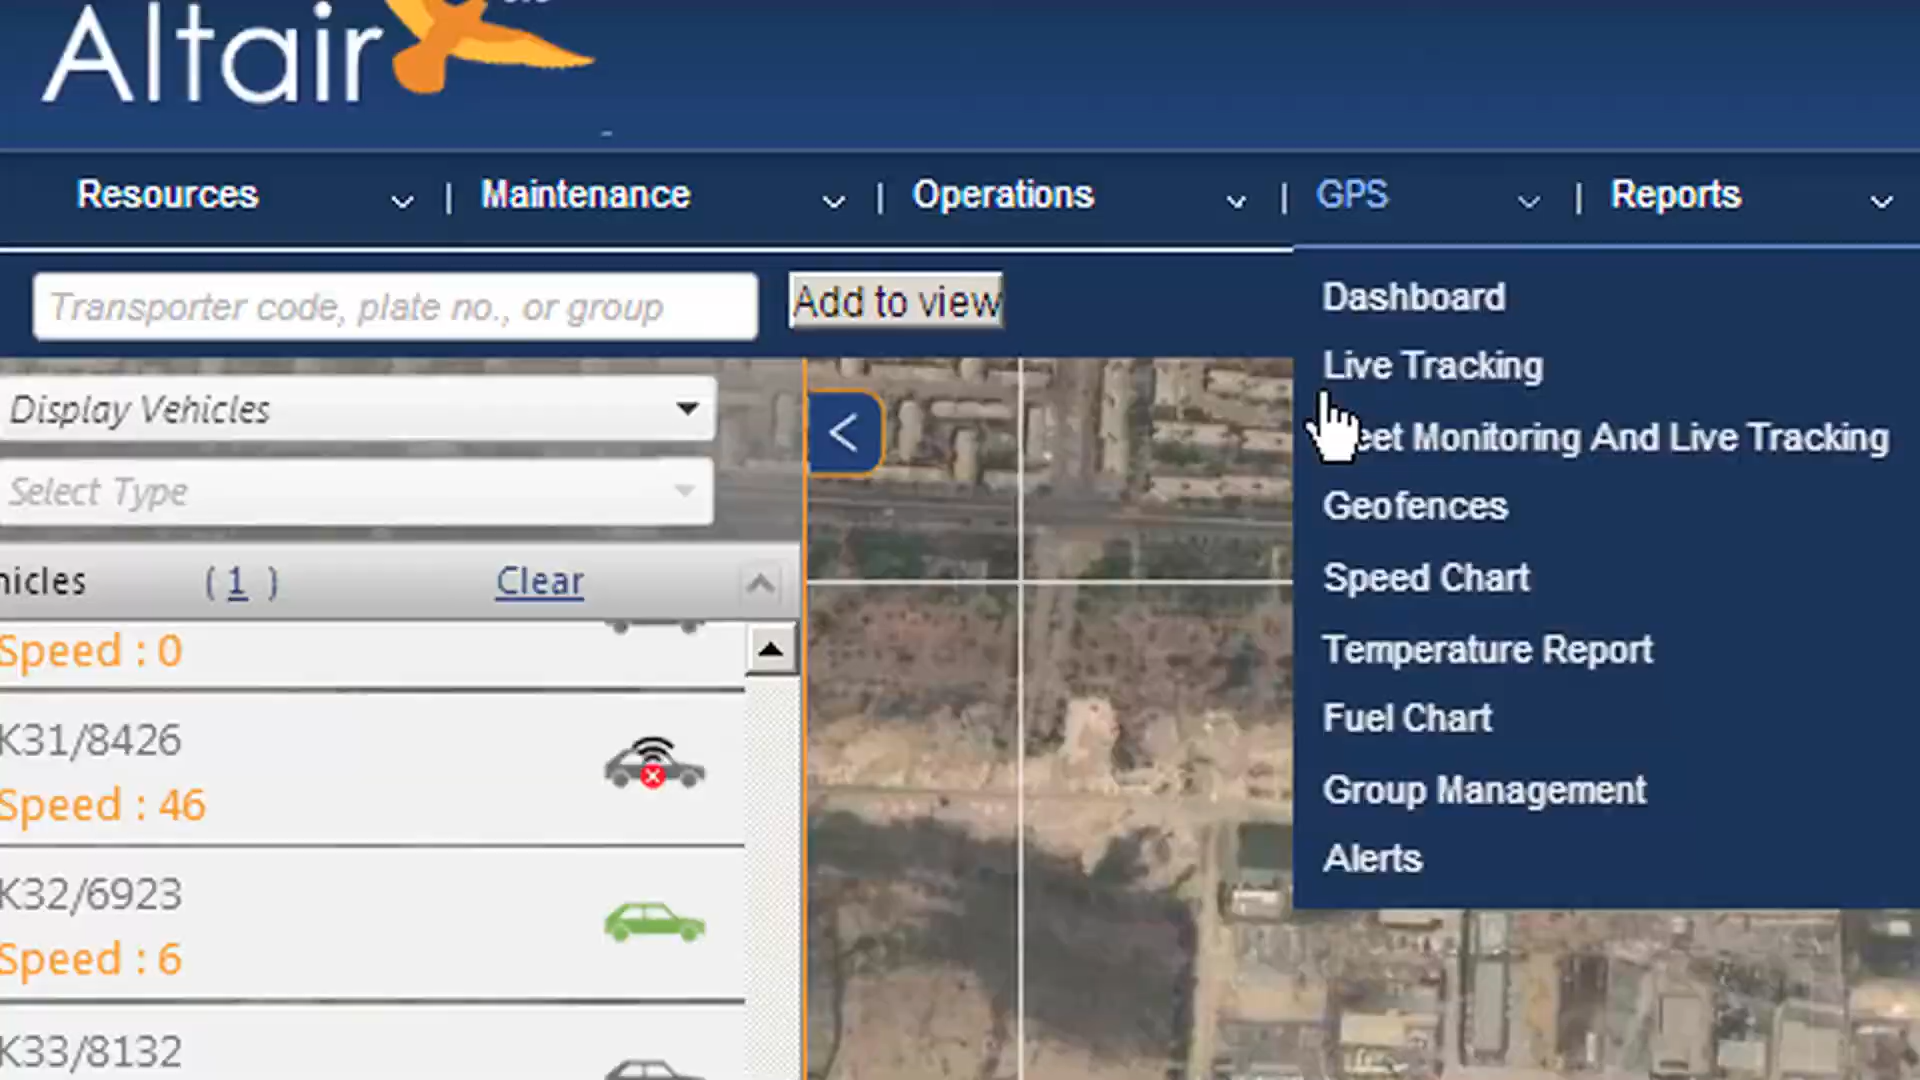 Altair
Resources | Maintenance | Operations | GPS | Reports
Transporter code, plate no., or group
Add to view
Display Vehicles
Select Type
hicles ( 1 ) Clear
Speed : 0
K31/8426
Speed : 46
K32/6923
Speed : 6
K33/8132
Dashboard
Live Tracking
eet Monitoring And Live Tracking
Geofences
Speed Chart
Temperature Report
Fuel Chart
Group Management
Alerts